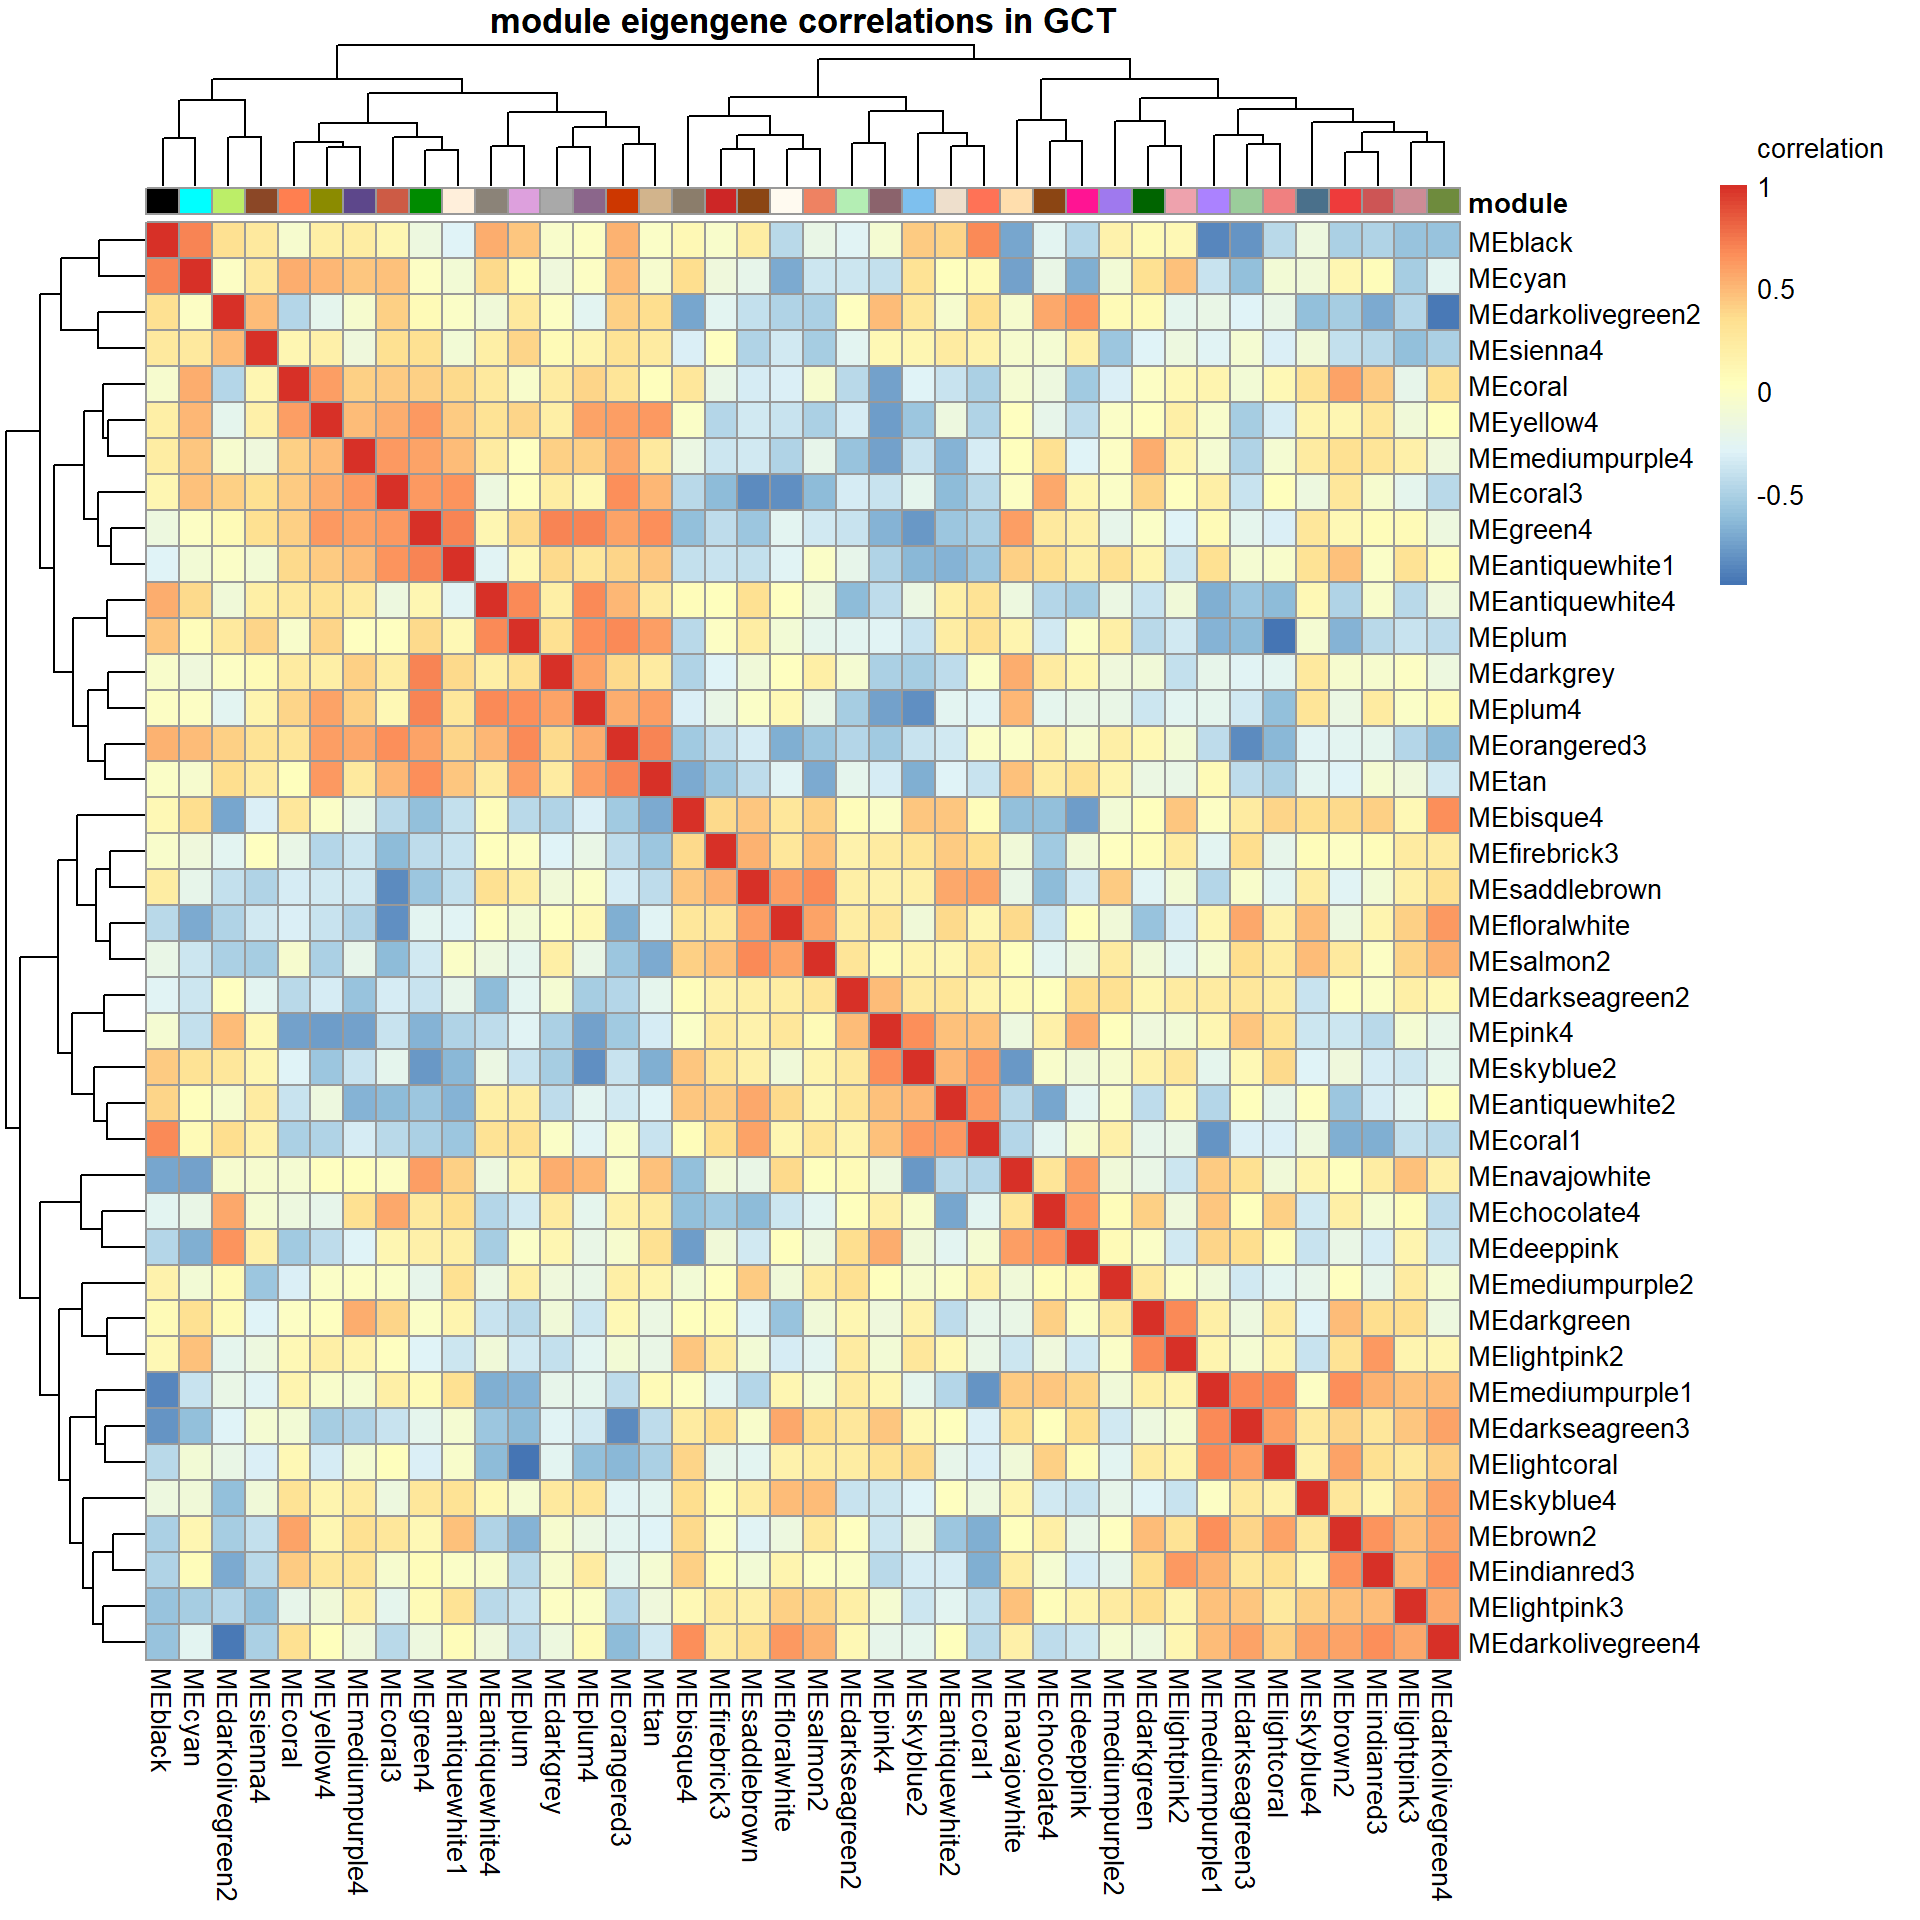 module eigengene correlations in GCT
correlation
1
0.5
0
-0.5
module
MEblack
MEcyan
MEdarkolivegreen2
MEsienna4
MEcoral
MEyellow4
MEmediumpurple4
MEcoral3
MEgreen4
MEantiquewhite1
MEantiquewhite4
MEplum
MEdarkgrey
MEplum4
MEorangered3
MEtan
MEbisque4
MEfirebrick3
MEsaddlebrown
MEfloralwhite
MEsalmon2
MEdarkseagreen2
MEpink4
MEskyblue2
MEantiquewhite2
MEcoral1
MEnavajowhite
MEchocolate4
MEdeeppink
MEmediumpurple2
MEdarkgreen
MElightpink2
MEmediumpurple1
MEdarkseagreen3
MElightcoral
MEskyblue4
MEbrown2
MEindianred3
MElightpink3
MEdarkolivegreen4
MEblack
MEcyan
MEdarkolivegreen2
MEsienna4
MEcoral
MEyellow4
MEmediumpurple4
MEcoral3
MEgreen4
MEantiquewhite1
MEantiquewhite4
MEplum
MEdarkgrey
MEplum4
MEorangered3
MEtan
MEbisque4
MEfirebrick3
MEsaddlebrown
MEfloralwhite
MEsalmon2
MEdarkseagreen2
MEpink4
MEskyblue2
MEantiquewhite2
MEcoral1
MEnavajowhite
MEchocolate4
MEdeeppink
MEmediumpurple2
MEdarkgreen
MElightpink2
MEmediumpurple1
MEdarkseagreen3
MElightcoral
MEskyblue4
MEbrown2
MEindianred3
MElightpink3
MEdarkolivegreen4